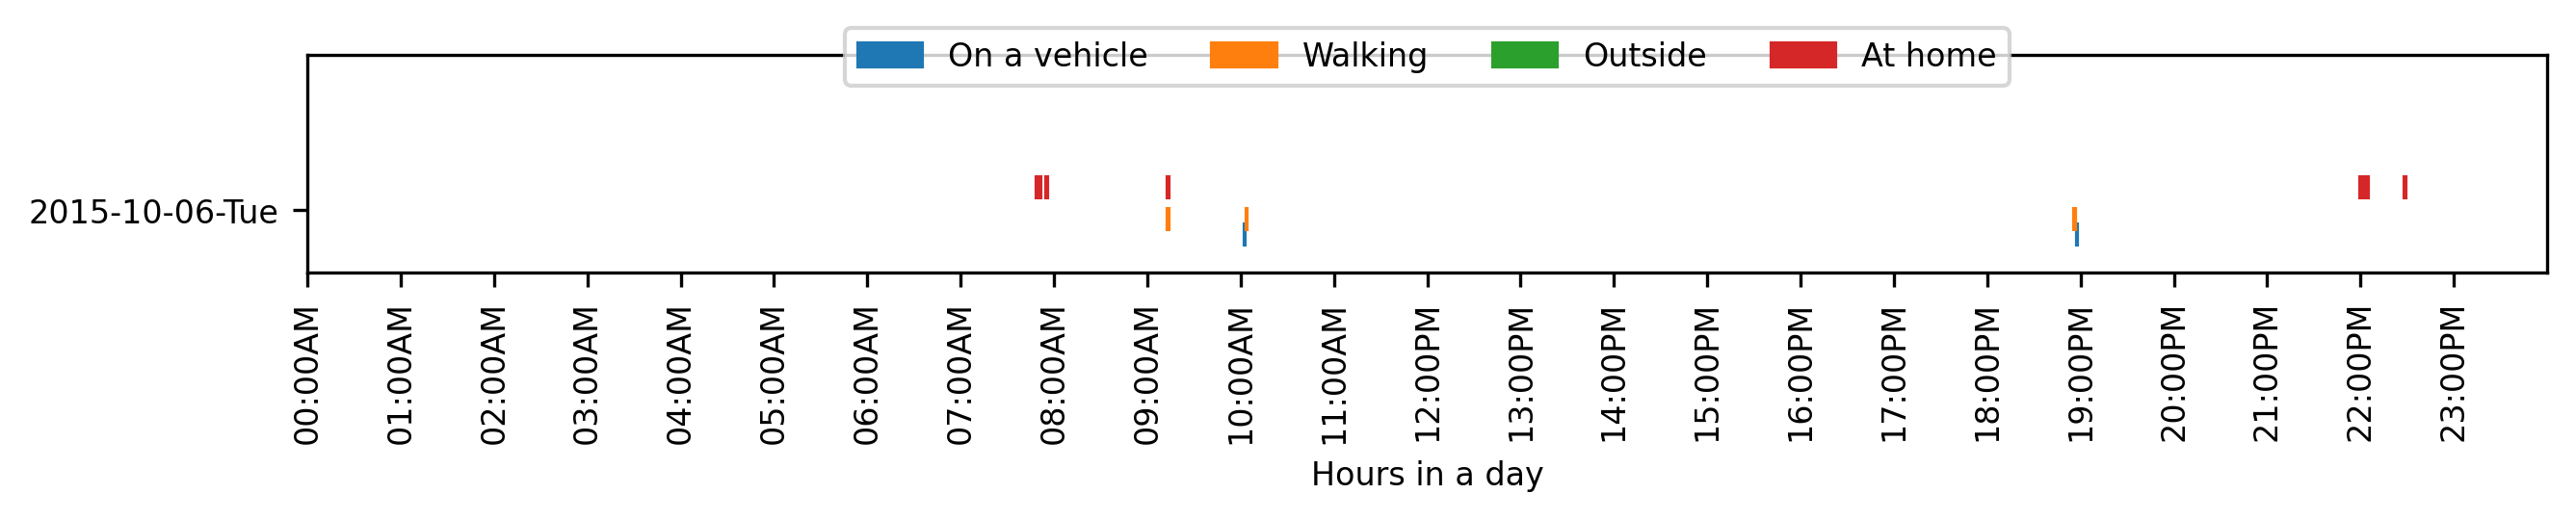 On a vehicle Walking Outside At home
2015-10-06-Tue
00:00AM 01:00AM 02:00AM 03:00AM 04:00AM 05:00AM 06:00AM 07:00AM 08:00AM 09:00AM 10:00AM 11:00AM 12:00PM 13:00PM 14:00PM 15:00PM 16:00PM 17:00PM 18:00PM 19:00PM 20:00PM 21:00PM 22:00PM 23:00PM
Hours in a day